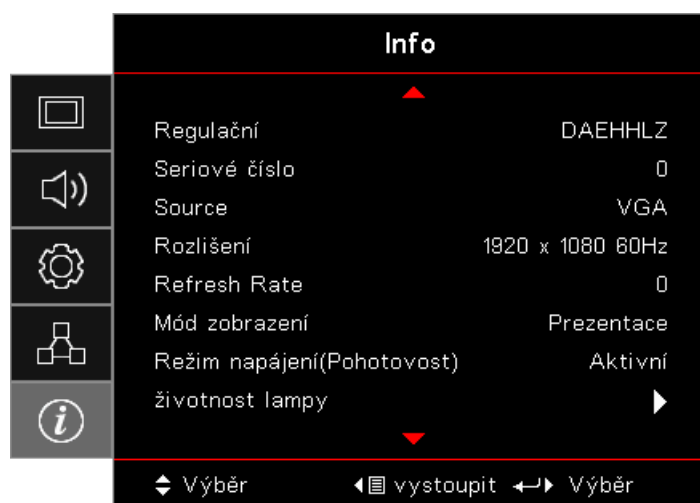 Info
Regulační DAEHHLZ
Seriové číslo 0
Source VGA
Rozlišení 1920 x 1080 60Hz
Refresh Rate 0
Mód zobrazení Prezentace
Režim napájení(Pohotovost) Aktivní
životnost lampy
Výběr vystoupit Výběr